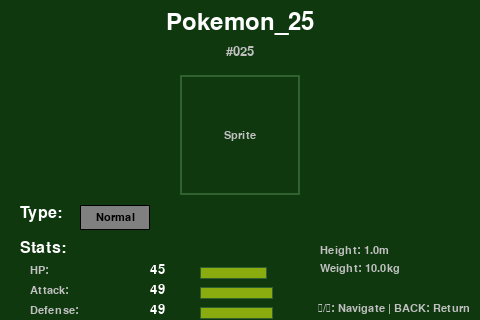 Pokemon_25
#025
Sprite
Type: Normal
Stats:
HP: 45
Attack: 49
Defense: 49
Height: 1.0m
Weight: 10.0kg
▯/▯: Navigate | BACK: Return